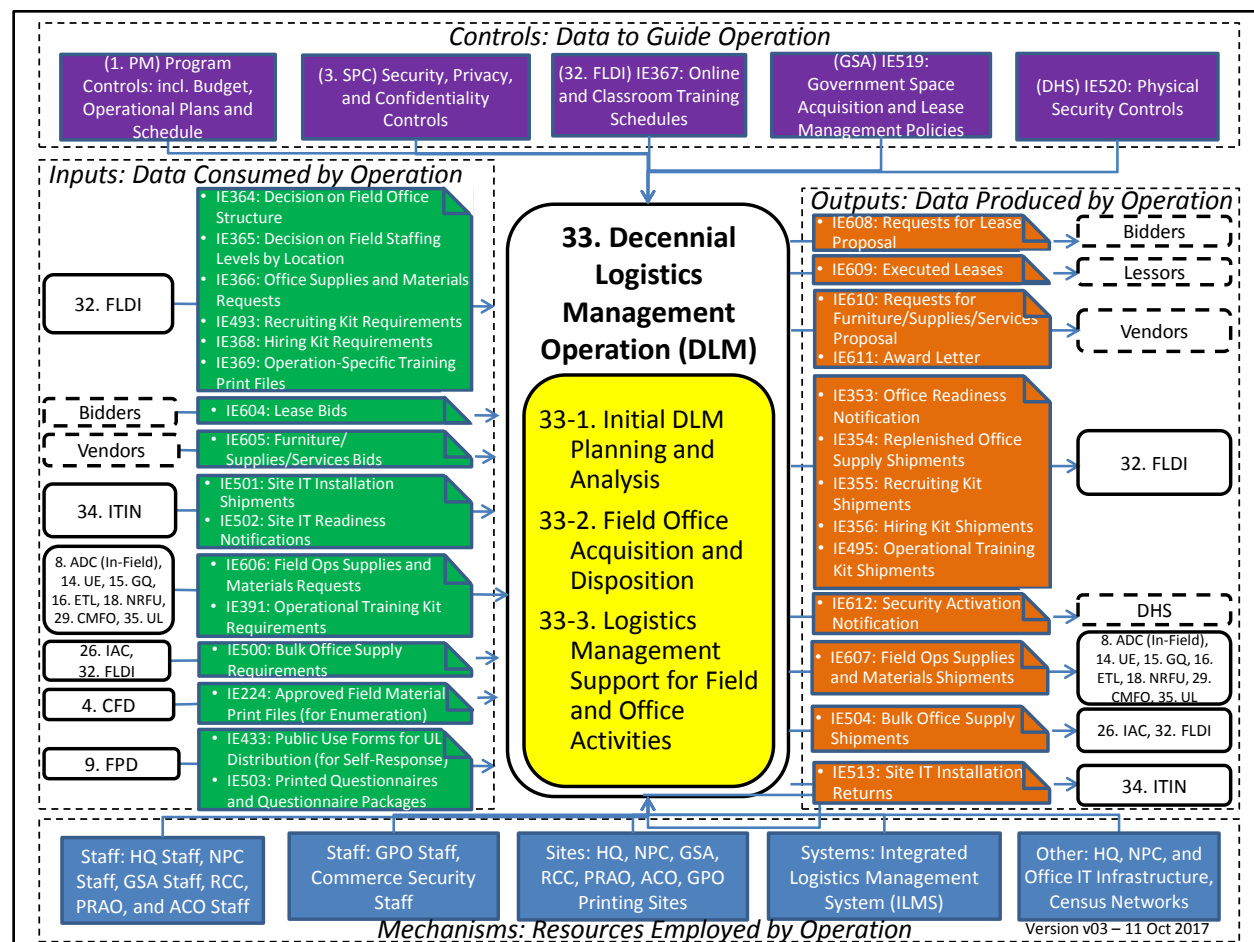 Controls: Data to Guide Operation
(1. PM) Program
Controls: incl. Budget,
Operational Plans and
Schedule
(3. SPC) Security, Privacy,
and Confidentiality
Controls
(32. FLDI) IE367: Online
and Classroom Training
Schedules
(GSA) IE519:
Government Space
Acquisition and Lease
Management Policies
(DHS) IE520: Physical
Security Controls
Inputs: Data Consumed by Operation
32. FLDI
• IE364: Decision on Field Office
Structure
• IE365: Decision on Field Staffing
Levels by Location
• IE366: Office Supplies and Materials
Requests
• IE493: Recruiting Kit Requirements
• IE368: Hiring Kit Requirements
• IE369: Operation-Specific Training
Print Files
Bidders
• IE604: Lease Bids
Vendors
• IE605: Furniture/
Supplies/Services Bids
34. ITIN
• IE501: Site IT Installation
Shipments
• IE502: Site IT Readiness
Notifications
8. ADC (In-Field),
14. UE, 15. GQ,
16. ETL, 18. NRFU,
29. CMFO, 35. UL
• IE606: Field Ops Supplies and
Materials Requests
• IE391: Operational Training Kit
Requirements
26. IAC,
32. FLDI
• IE500: Bulk Office Supply
Requirements
4. CFD
• IE224: Approved Field Material
Print Files (for Enumeration)
9. FPD
• IE433: Public Use Forms for UL
Distribution (for Self-Response)
• IE503: Printed Questionnaires
and Questionnaire Packages
33. Decennial
Logistics
Management
Operation (DLM)
33-1. Initial DLM
Planning and
Analysis
33-2. Field Office
Acquisition and
Disposition
33-3. Logistics
Management
Support for Field
and Office
Activities
Outputs: Data Produced by Operation
• IE608: Requests for Lease
Proposal
Bidders
• IE609: Executed Leases
Lessors
• IE610: Requests for
Furniture/Supplies/Services
Proposal
• IE611: Award Letter
Vendors
• IE353: Office Readiness
Notification
• IE354: Replenished Office
Supply Shipments
• IE355: Recruiting Kit
Shipments
• IE356: Hiring Kit Shipments
• IE495: Operational Training
Kit Shipments
32. FLDI
• IE612: Security Activation
Notification
DHS
• IE607: Field Ops Supplies
and Materials Shipments
8. ADC (In-Field),
14. UE, 15. GQ, 16.
ETL, 18. NRFU, 29.
CMFO, 35. UL
• IE504: Bulk Office Supply
Shipments
26. IAC, 32. FLDI
• IE513: Site IT Installation
Returns
34. ITIN
Staff: HQ Staff, NPC
Staff, GSA Staff, RCC,
PRAO, and ACO Staff
Staff: GPO Staff,
Commerce Security
Staff
Sites: HQ, NPC, GSA,
RCC, PRAO, ACO, GPO
Printing Sites
Systems: Integrated
Logistics Management
System (ILMS)
Other: HQ, NPC, and
Office IT Infrastructure,
Census Networks
Mechanisms: Resources Employed by Operation
Version v03 – 11 Oct 2017